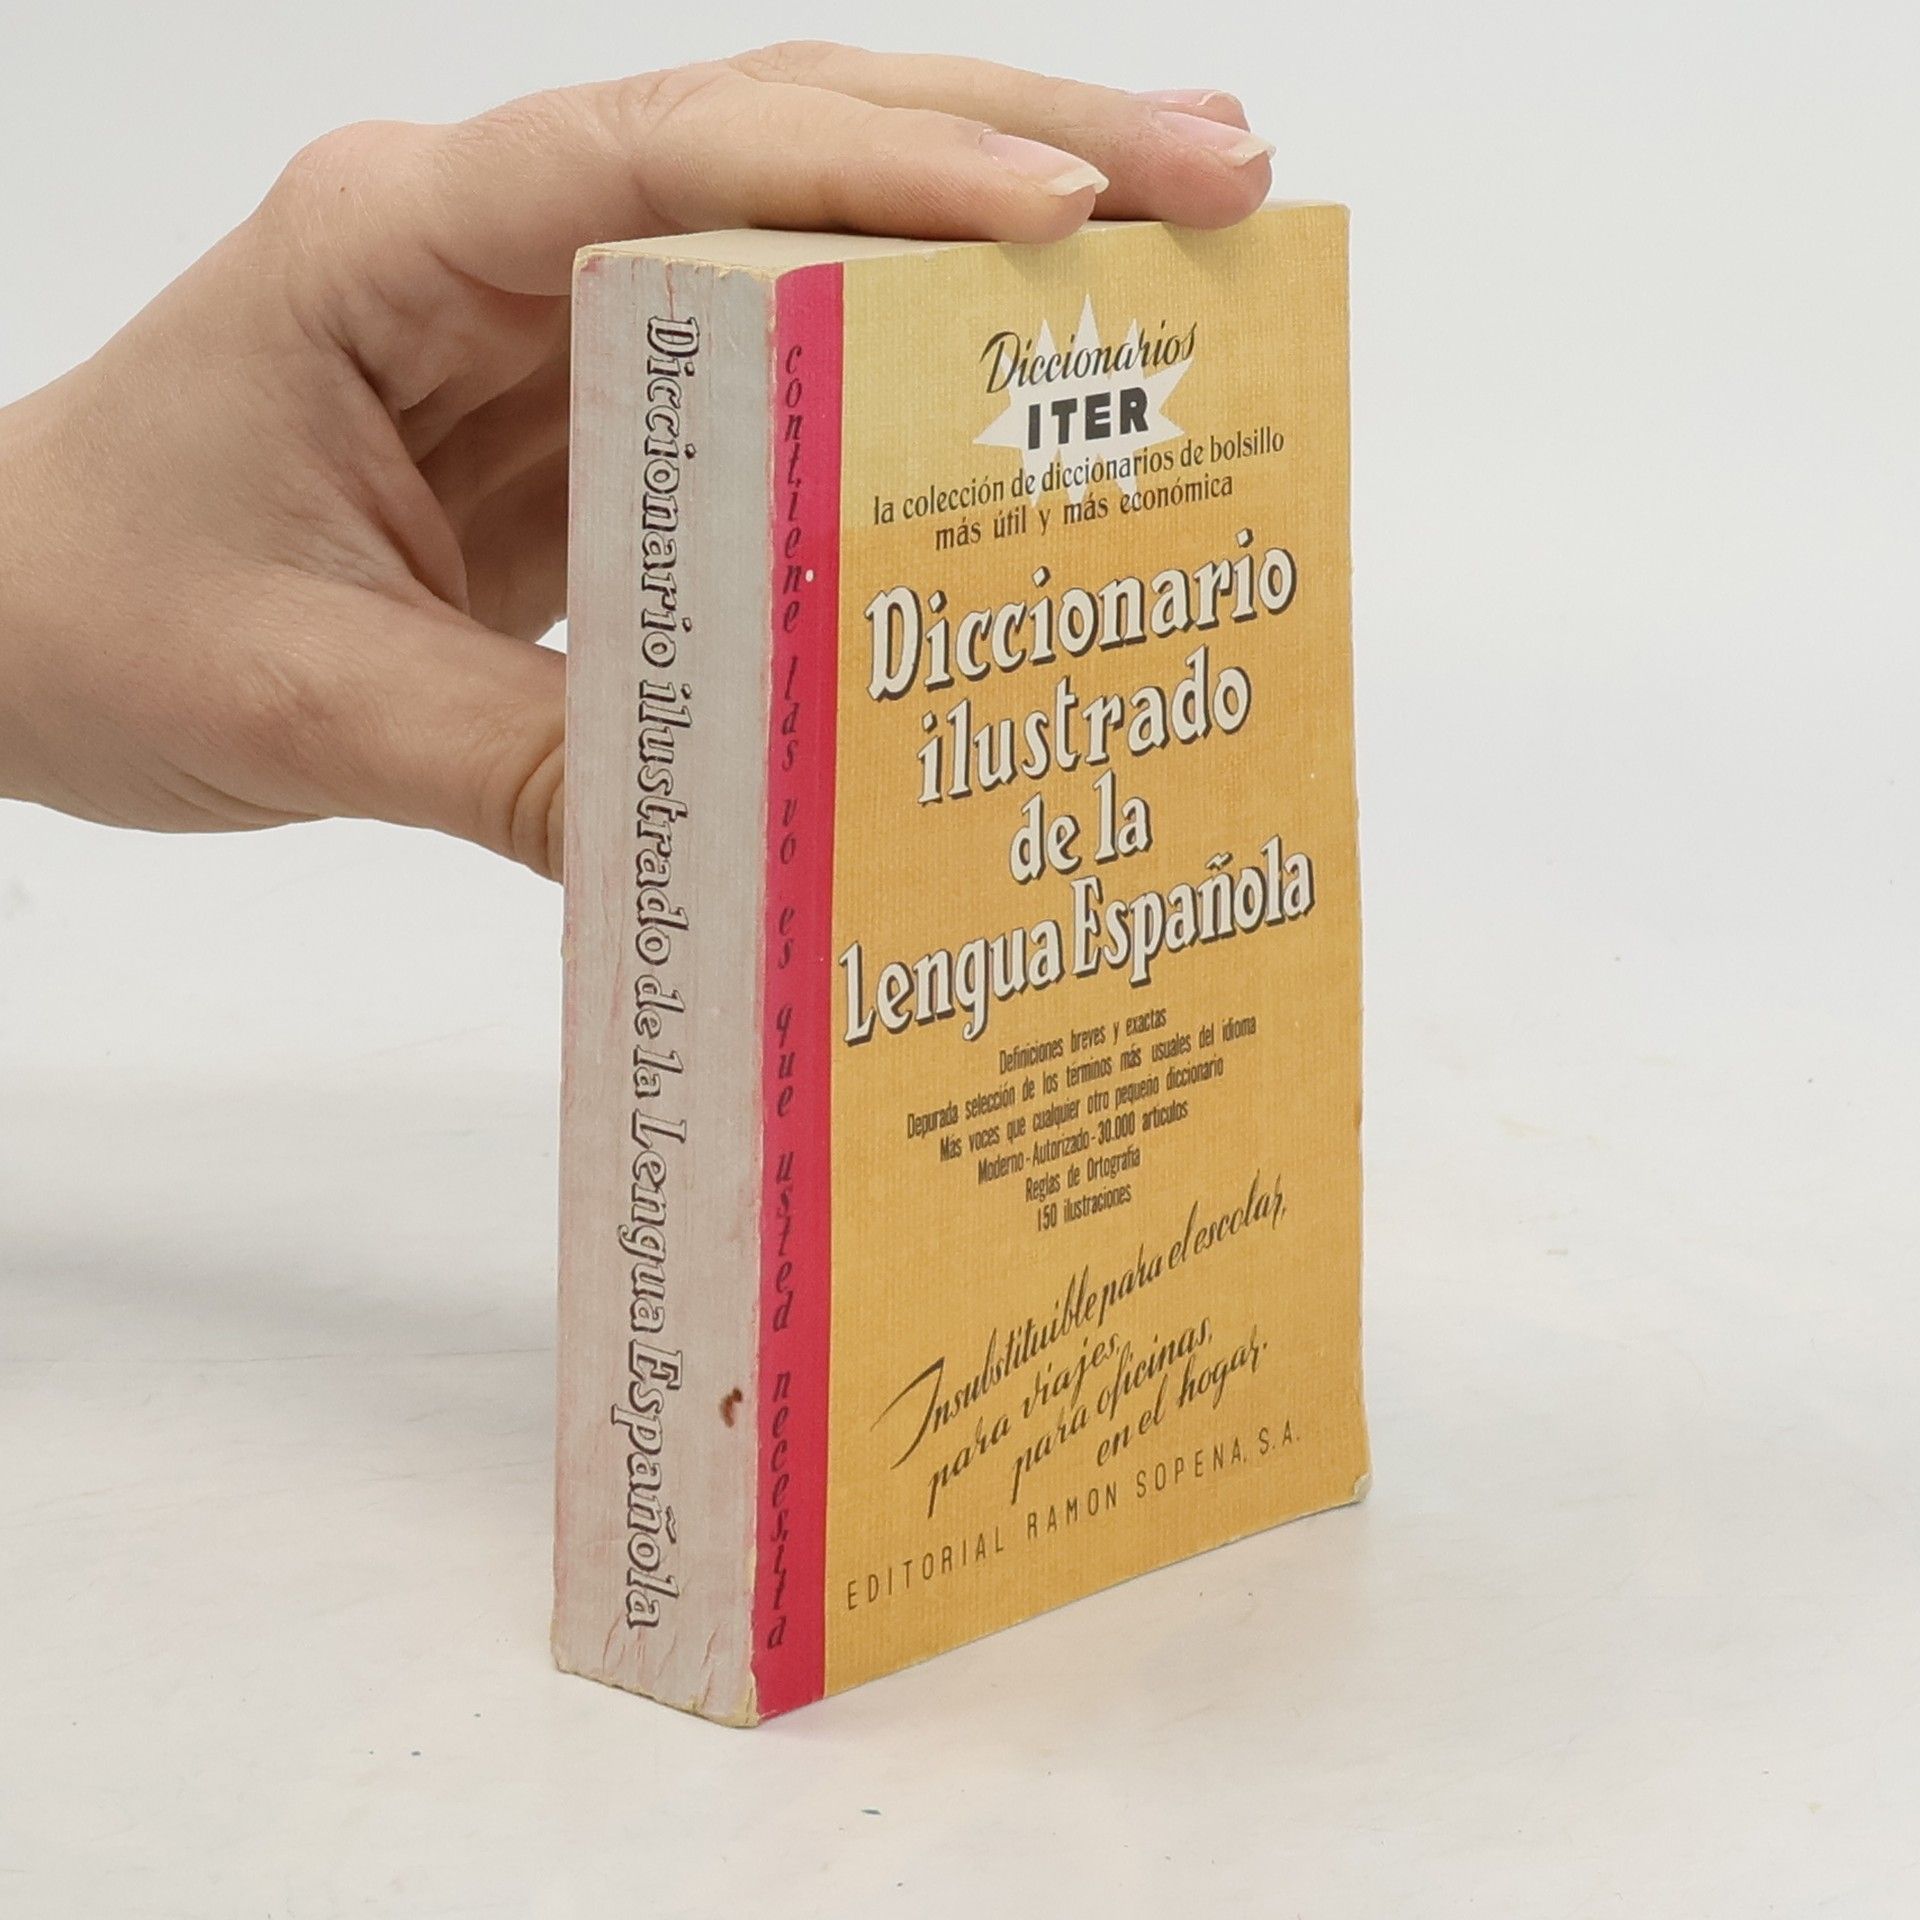 Diccionario ilustrado de la Lengua Española
contiene las voces que usted necesita
Diccionarios
ITER
la colección de diccionarios de bolsillo
más útil y más económica
Diccionario
ilustrado
de la
Lengua Española
Definiciones breves y exactas
Depurada selección de los términos más usuales del idioma
Más voces que cualquier otro pequeño diccionario
Moderno - Autorizado - 30.000 artículos
Reglas de Ortografía
150 ilustraciones
Insubstituible para el escolar,
para viajes,
para oficinas,
en el hogar.
EDITORIAL RAMON SOPENA, S. A.